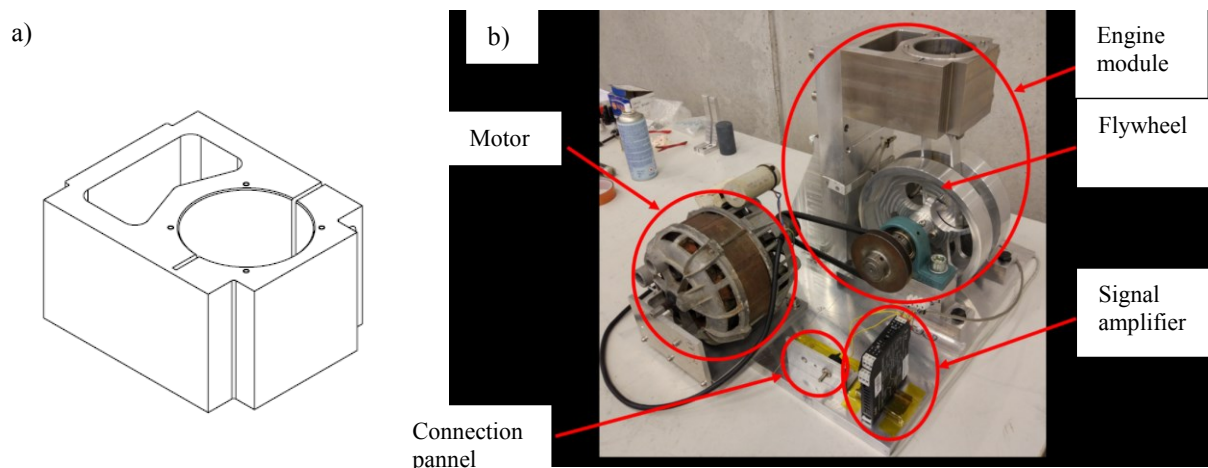 a)
b)
Engine
module
Flywheel
Motor
Signal
amplifier
Connection
pannel